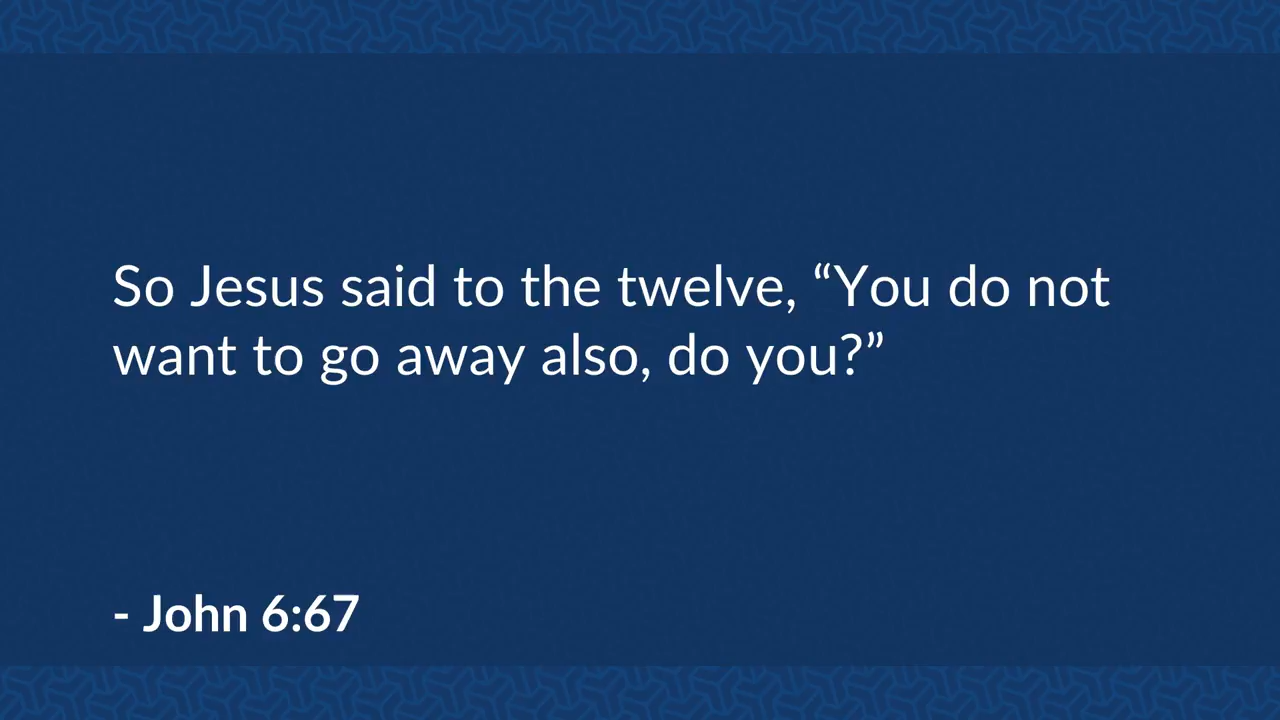 So Jesus said to the twelve, “You do not
want to go away also, do you?”
- John 6:67